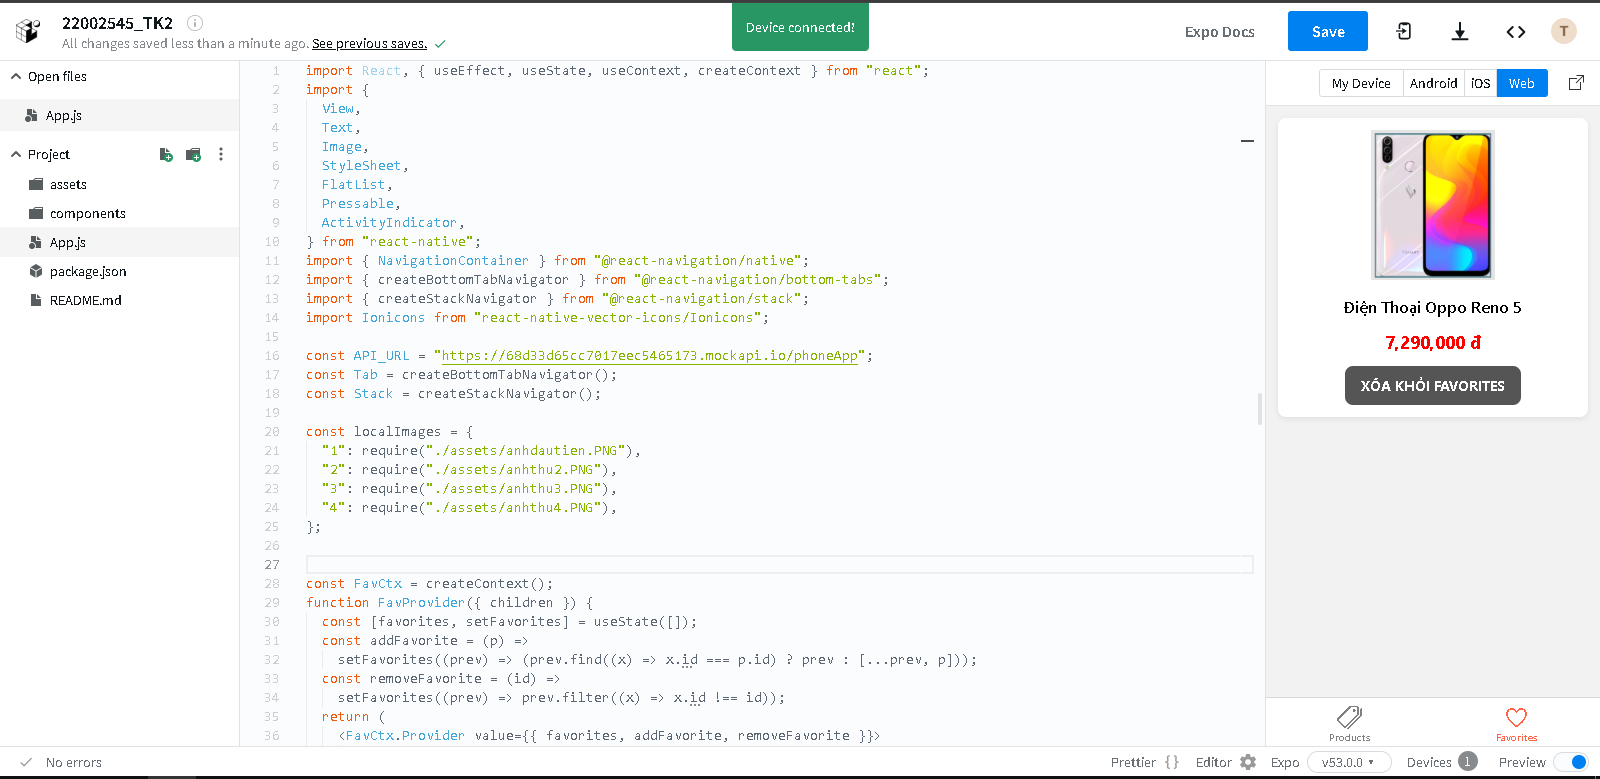 22002545_TK2
All changes saved less than a minute ago. See previous saves.
Device connected!
Expo Docs
Save
T
Open files
App.js
Project
assets
components
App.js
package.json
README.md
1 import React, { useEffect, useState, useContext, createContext } from "react";
2 import {
3 View,
4 Text,
5 Image,
6 StyleSheet,
7 FlatList,
8 Pressable,
9 ActivityIndicator,
10 } from "react-native";
11 import { NavigationContainer } from "@react-navigation/native";
12 import { createBottomTabNavigator } from "@react-navigation/bottom-tabs";
13 import { createStackNavigator } from "@react-navigation/stack";
14 import Ionicons from "react-native-vector-icons/Ionicons";
15
16 const API_URL = "https://68d33d65cc7017eec5465173.mockapi.io/phoneApp";
17 const Tab = createBottomTabNavigator();
18 const Stack = createStackNavigator();
19
20 const localImages = {
21 "1": require("./assets/anhdautien.PNG"),
22 "2": require("./assets/anhthu2.PNG"),
23 "3": require("./assets/anhthu3.PNG"),
24 "4": require("./assets/anhthu4.PNG"),
25 };
26
27
28 const FavCtx = createContext();
29 function FavProvider({ children }) {
30 const [favorites, setFavorites] = useState([]);
31 const addFavorite = (p) =>
32 setFavorites((prev) => (prev.find((x) => x.id === p.id) ? prev : [...prev, p]));
33 const removeFavorite = (id) =>
34 setFavorites((prev) => prev.filter((x) => x.id !== id));
35 return (
36 <FavCtx.Provider value={{ favorites, addFavorite, removeFavorite }}>
My Device
Android
iOS
Web
Điện Thoại Oppo Reno 5
7,290,000 đ
XÓA KHỎI FAVORITES
Products
Favorites
No errors
Prettier {}
Editor
Expo
v53.0.0
Devices 1
Preview